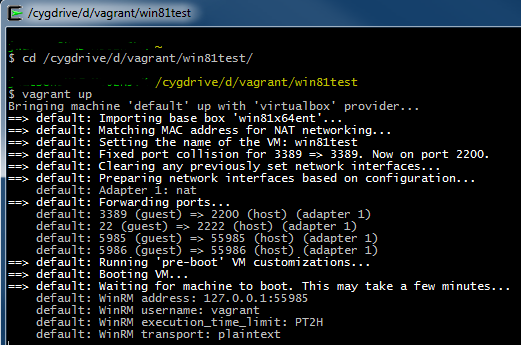 /cygdrive/d/vagrant/win81test
~
$ cd /cygdrive/d/vagrant/win81test/
/cygdrive/d/vagrant/win81test
$ vagrant up
Bringing machine 'default' up with 'virtualbox' provider...
==> default: Importing base box 'win81x64ent'...
==> default: Matching MAC address for NAT networking...
==> default: Setting the name of the VM: win81test
==> default: Fixed port collision for 3389 => 3389. Now on port 2200.
==> default: Clearing any previously set network interfaces...
==> default: Preparing network interfaces based on configuration...
default: Adapter 1: nat
==> default: Forwarding ports...
default: 3389 (guest) => 2200 (host) (adapter 1)
default: 22 (guest) => 2222 (host) (adapter 1)
default: 5985 (guest) => 55985 (host) (adapter 1)
default: 5986 (guest) => 55986 (host) (adapter 1)
==> default: Running 'pre-boot' VM customizations...
==> default: Booting VM...
==> default: Waiting for machine to boot. This may take a few minutes...
default: WinRM address: 127.0.0.1:55985
default: WinRM username: vagrant
default: WinRM execution_time_limit: PT2H
default: WinRM transport: plaintext